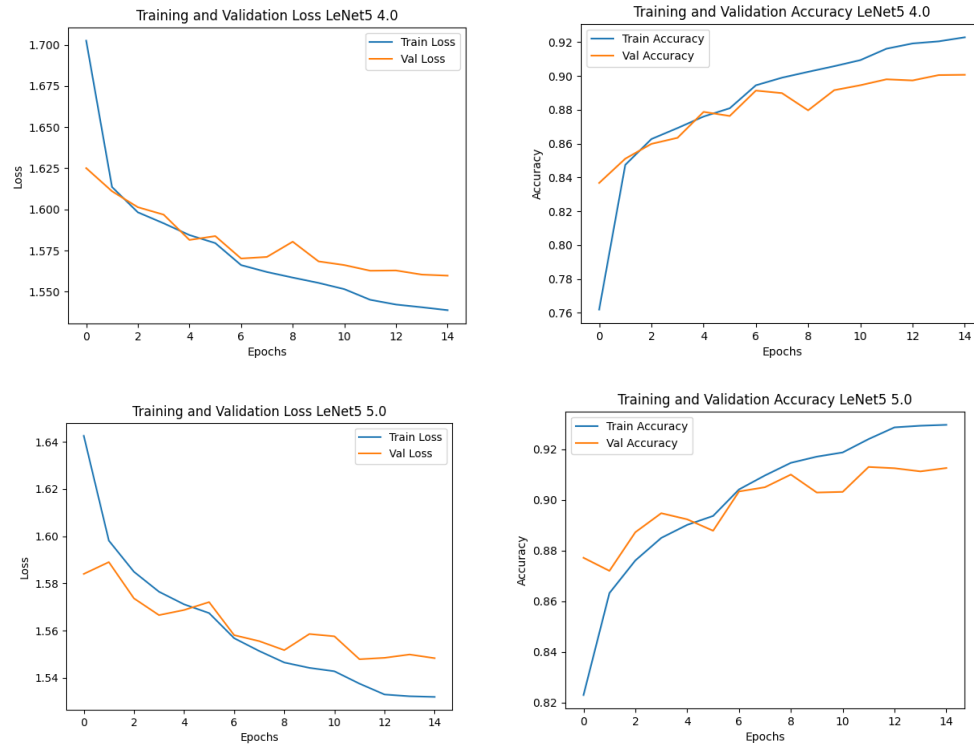 Training and Validation Loss LeNet5 4.0
Train Loss
Val Loss
1.700
1.675
1.650
1.625
1.600
1.575
1.550
Loss
0 2 4 6 8 10 12 14
Epochs
Training and Validation Accuracy LeNet5 4.0
Train Accuracy
Val Accuracy
0.92
0.90
0.88
0.86
0.84
0.82
0.80
0.78
0.76
Accuracy
0 2 4 6 8 10 12 14
Epochs
Training and Validation Loss LeNet5 5.0
Train Loss
Val Loss
1.64
1.62
1.60
1.58
1.56
1.54
Loss
0 2 4 6 8 10 12 14
Epochs
Training and Validation Accuracy LeNet5 5.0
Train Accuracy
Val Accuracy
0.92
0.90
0.88
0.86
0.84
0.82
Accuracy
0 2 4 6 8 10 12 14
Epochs